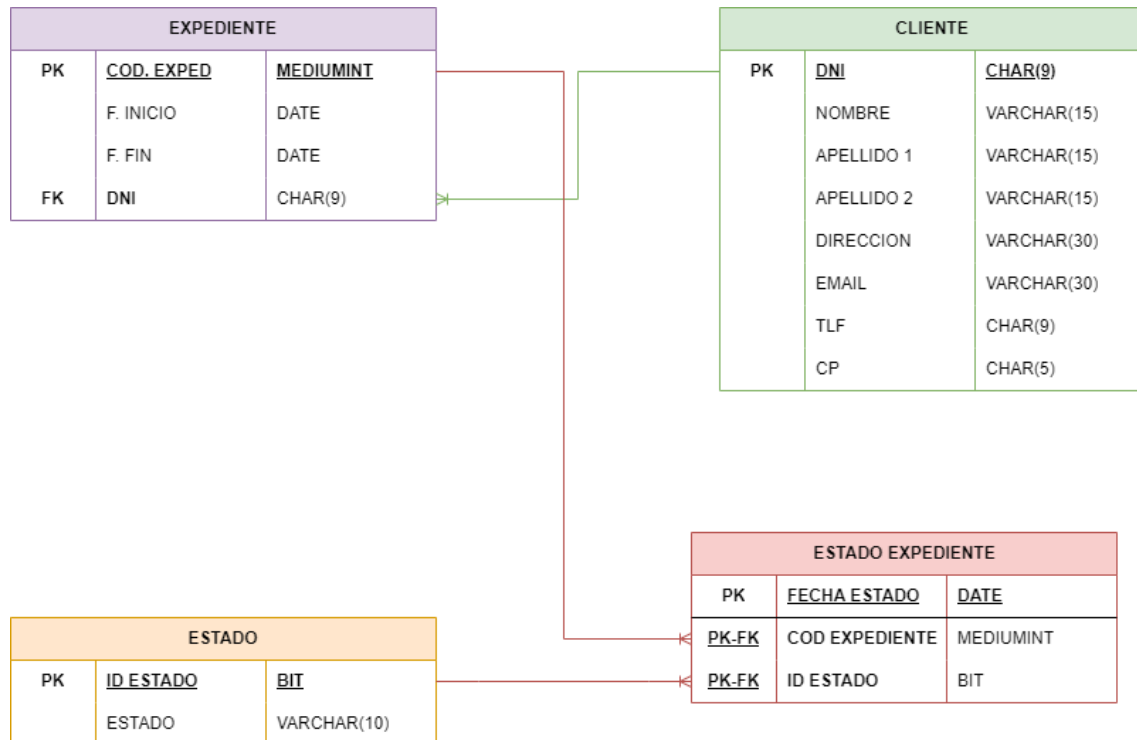 EXPEDIENTE
PK COD. EXPED MEDIUMINT
F. INICIO DATE
F. FIN DATE
FK DNI CHAR(9)
CLIENTE
PK DNI CHAR(9)
NOMBRE VARCHAR(15)
APELLIDO 1 VARCHAR(15)
APELLIDO 2 VARCHAR(15)
DIRECCION VARCHAR(30)
EMAIL VARCHAR(30)
TLF CHAR(9)
CP CHAR(5)
ESTADO EXPEDIENTE
PK FECHA ESTADO DATE
PK-FK COD EXPEDIENTE MEDIUMINT
PK-FK ID ESTADO BIT
ESTADO
PK ID ESTADO BIT
ESTADO VARCHAR(10)